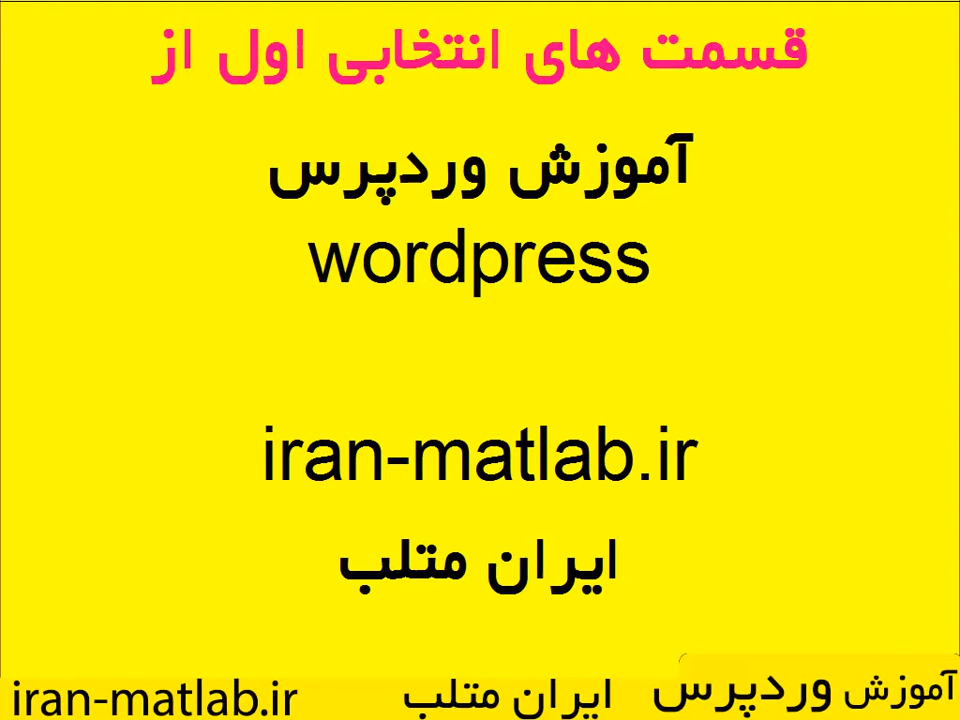 قسمت های انتخابی اول از
آموزش وردپرس
wordpress
iran-matlab.ir
ایران متلب
آموزش وردپرس ایران متلب iran-matlab.ir